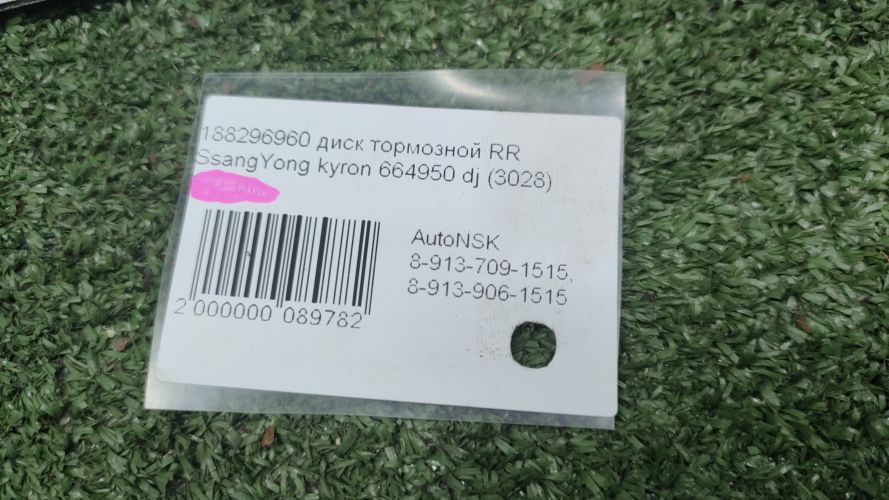 188296960 диск тормозной RR
SsangYong kyron 664950 dj (3028)
AutoNSK
8-913-709-1515,
8-913-906-1515
2 000000 089782